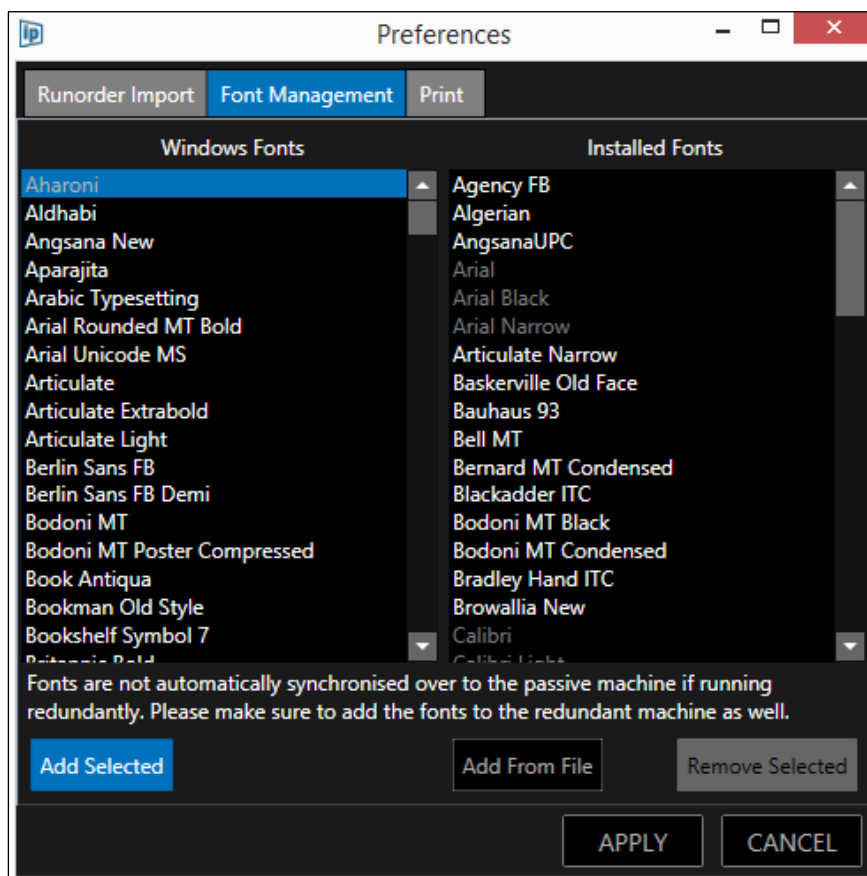 ip
Preferences
Runorder Import
Font Management
Print
Windows Fonts
Aharoni
Aldhabi
Angsana New
Aparajita
Arabic Typesetting
Arial Rounded MT Bold
Arial Unicode MS
Articulate
Articulate Extrabold
Articulate Light
Berlin Sans FB
Berlin Sans FB Demi
Bodoni MT
Bodoni MT Poster Compressed
Book Antiqua
Bookman Old Style
Bookshelf Symbol 7
Britannic Bold
Installed Fonts
Agency FB
Algerian
AngsanaUPC
Arial
Arial Black
Arial Narrow
Articulate Narrow
Baskerville Old Face
Bauhaus 93
Bell MT
Bernard MT Condensed
Blackadder ITC
Bodoni MT Black
Bodoni MT Condensed
Bradley Hand ITC
Browallia New
Calibri
Calibri Light
Fonts are not automatically synchronised over to the passive machine if running
redundantly. Please make sure to add the fonts to the redundant machine as well.
Add Selected
Add From File
Remove Selected
APPLY
CANCEL